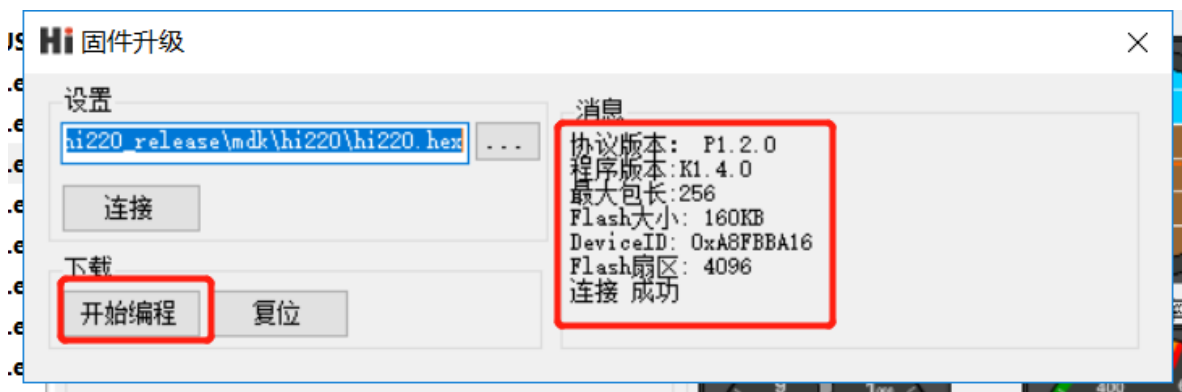 Hi 固件升级
设置
hi220_release\mdk\hi220\hi220.hex
...
连接
下载
开始编程
复位
消息
协议版本: P1.2.0
程序版本:K1.4.0
最大包长:256
Flash大小: 160KB
DeviceID: 0xA8FBBA16
Flash扇区: 4096
连接 成功
400